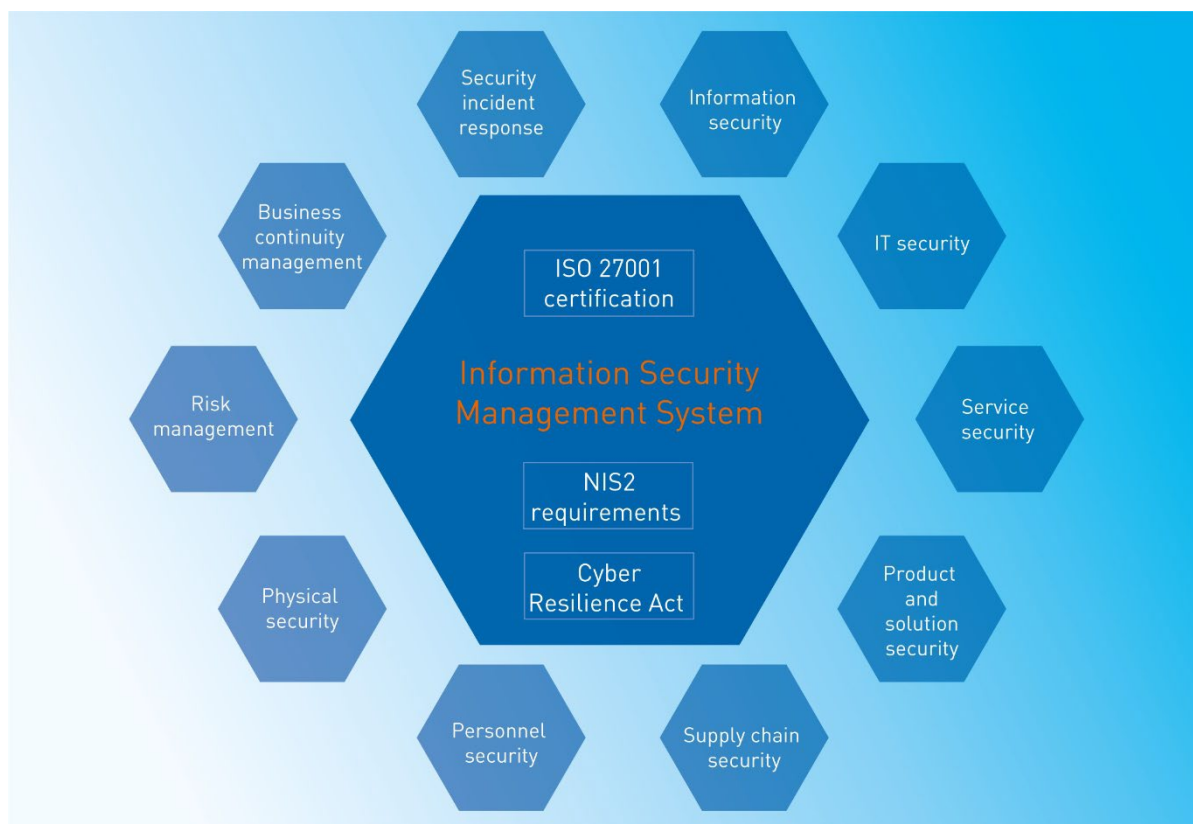 Security
incident
response
Information
security
Business
continuity
management
IT security
ISO 27001
certification
Information Security
Management System
Risk
management
Service
security
NIS2
requirements
Cyber
Resilience Act
Physical
security
Product
and
solution
security
Personnel
security
Supply chain
security